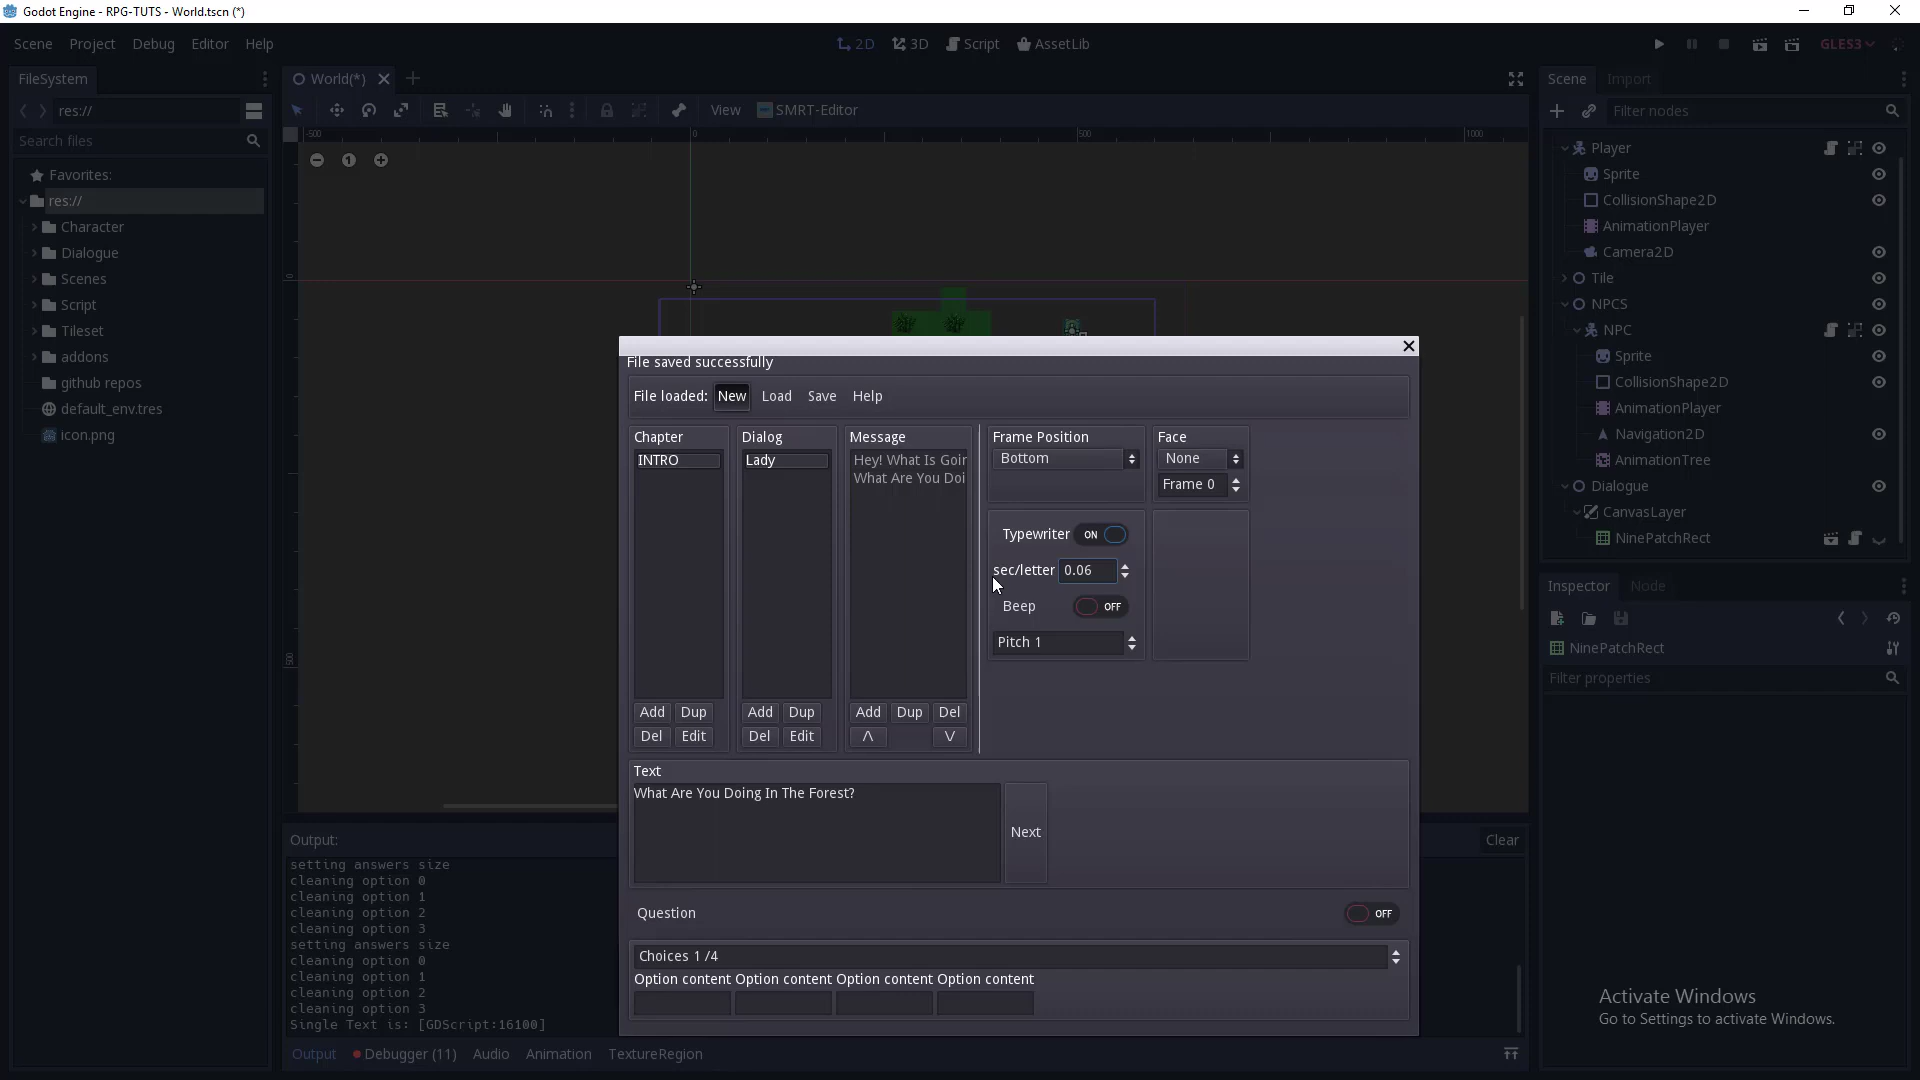 Godot Engine - RPG-TUTS - World.tscn (*)
Scene Project Debug Editor Help
2D 3D Script AssetLib
GLES3
FileSystem
World(*)
Scene Import
res://
View SMRT-Editor
Filter nodes
Search files
-500 0 500 1000
Favorites:
res://
Character
Dialogue
Scenes
Script
Tileset
addons
github repos
default_env.tres
icon.png
1
0
500
Player
Sprite
CollisionShape2D
AnimationPlayer
Camera2D
Tile
NPCS
NPC
Sprite
CollisionShape2D
AnimationPlayer
Navigation2D
AnimationTree
Dialogue
CanvasLayer
NinePatchRect
Inspector Node
NinePatchRect
Filter properties
File saved successfully
File loaded: New Load Save Help
Chapter Dialog Message Frame Position Face
INTRO Lady Hey! What Is Goin Bottom None
What Are You Doi Frame 0
Typewriter ON
sec/letter 0.06
Beep OFF
Pitch 1
Add Dup Add Dup Add Dup Del
Del Edit Del Edit /\ \/
Text
What Are You Doing In The Forest?
Next
Question OFF
Choices 1 /4
Option content Option content Option content Option content
Output: Clear
setting answers size
cleaning option 0
cleaning option 1
cleaning option 2
cleaning option 3
setting answers size
cleaning option 0
cleaning option 1
cleaning option 2
cleaning option 3
Single Text is: [GDScript:16100]
Output Debugger (11) Audio Animation TextureRegion
Activate Windows
Go to Settings to activate Windows.